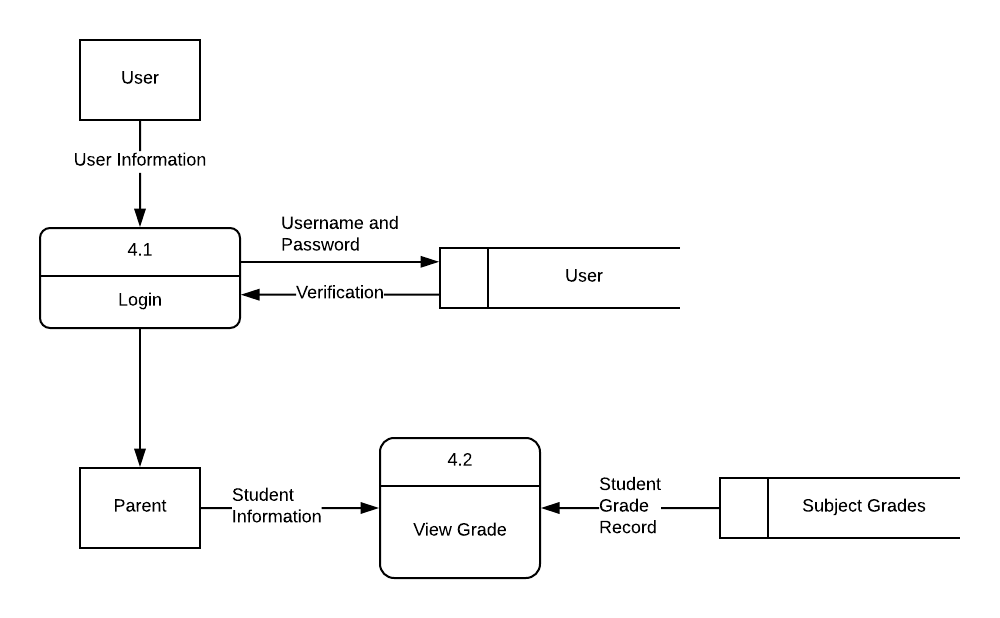 User
User Information
4.1
Login
Username and
Password
Verification
User
Parent
Student
Information
4.2
View Grade
Student
Grade
Record
Subject Grades